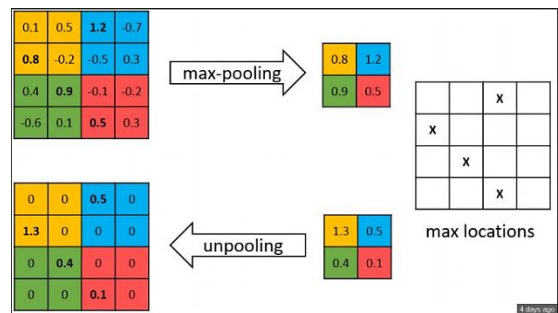 0.1 0.5 1.2 -0.7
0.8 -0.2 -0.5 0.3
0.4 0.9 -0.1 -0.2
-0.6 0.1 0.5 0.3
max-pooling
0.8 1.2
0.9 0.5
x
x
x
x
max locations
0 0 0.5 0
1.3 0 0 0
0 0.4 0 0
0 0 0.1 0
unpooling
1.3 0.5
0.4 0.1
4 days ago